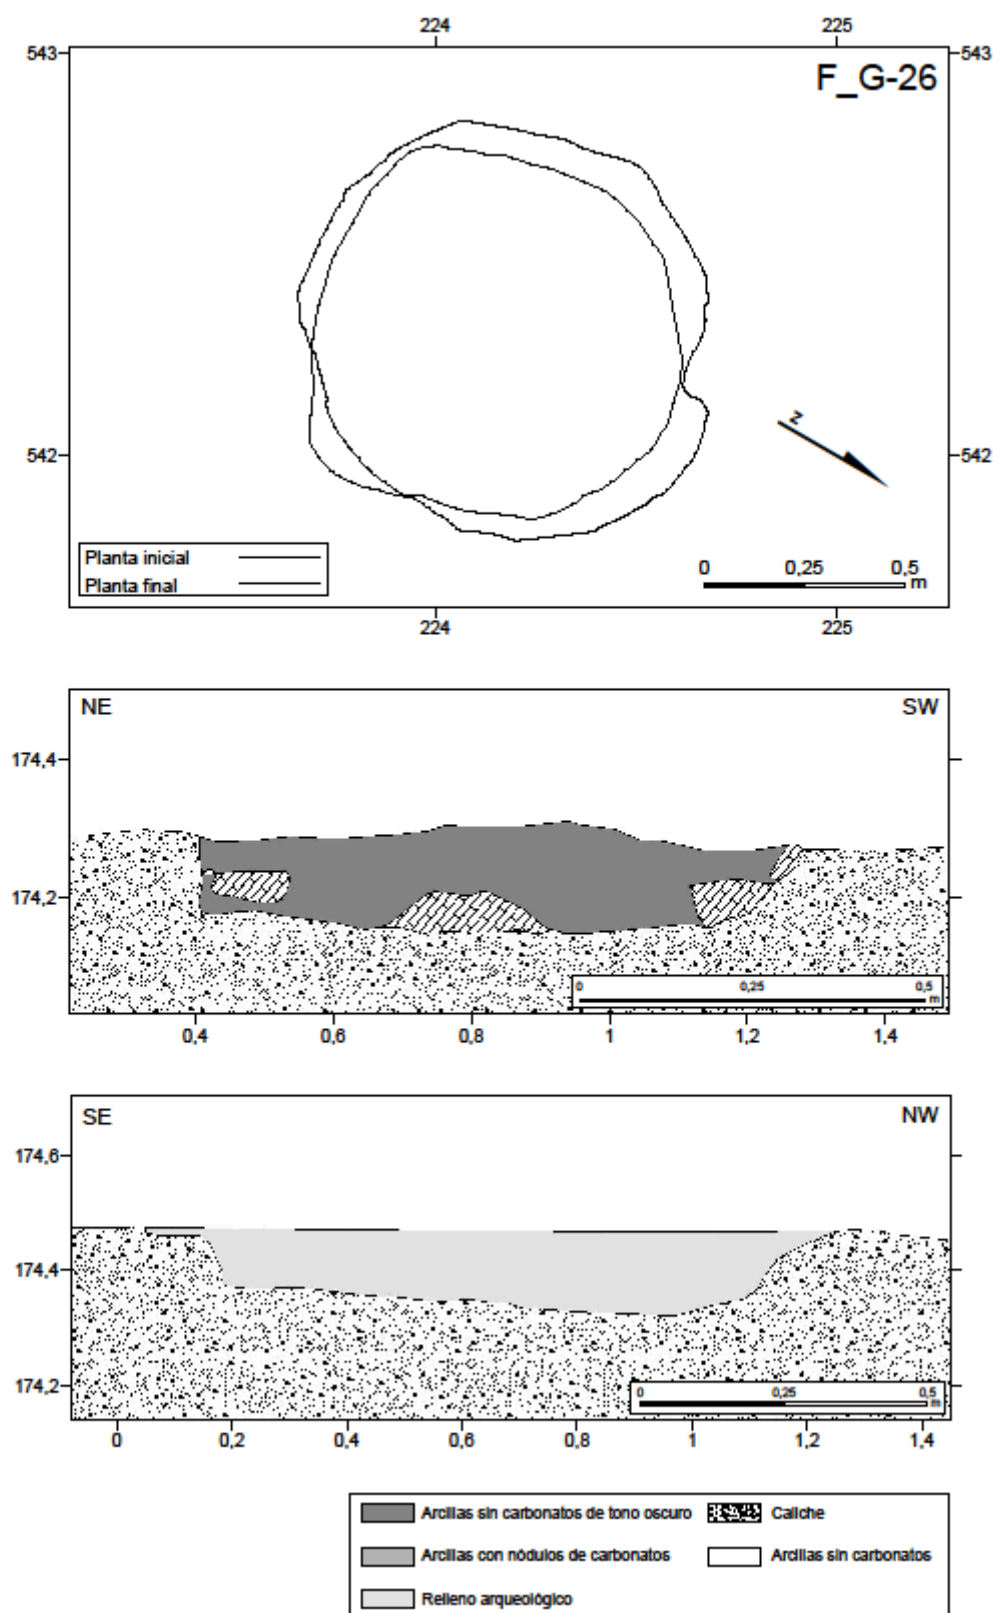 224 225
543 543
F_G-26
542 542
z
Planta inicial
Planta final
0 0,25 0,5
m
224 225
NE SW
174,4
174,2
0 0,25 0,5
m
0,4 0,6 0,8 1 1,2 1,4
SE NW
174,6
174,4
174,2
0 0,25 0,5
m
0 0,2 0,4 0,6 0,8 1 1,2 1,4
Arcillas sin carbonatos de tono oscuro Caliche
Arcillas con nódulos de carbonatos Arcillas sin carbonatos
Relleno arqueológico